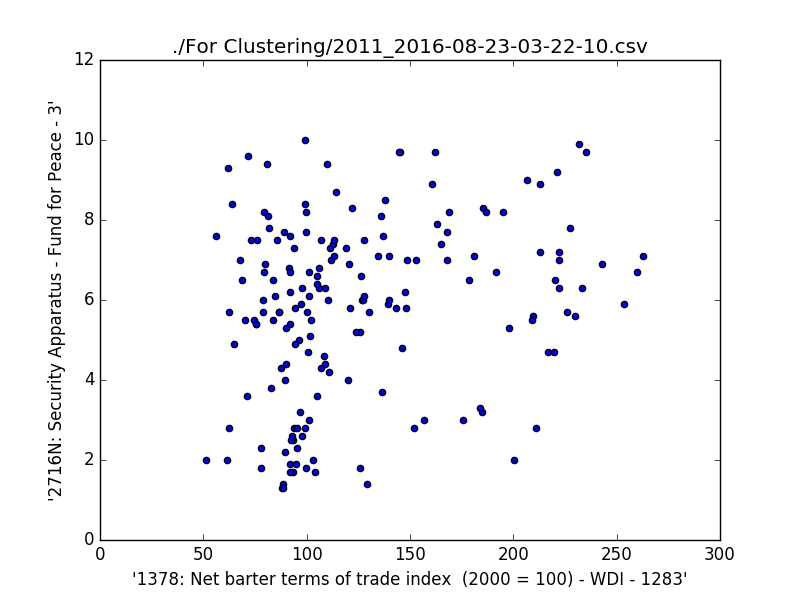 ./For Clustering/2011_2016-08-23-03-22-10.csv
12
10
8
6
4
2
0
'2716N: Security Apparatus - Fund for Peace - 3'
0 50 100 150 200 250 300
'1378: Net barter terms of trade index  (2000 = 100) - WDI - 1283'